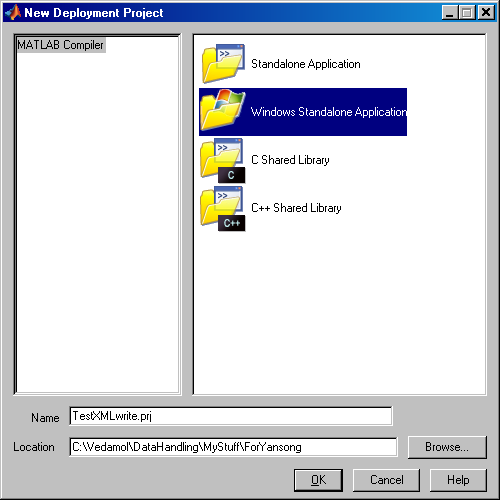 New Deployment Project
MATLAB Compiler
Standalone Application
Windows Standalone Application
C
C Shared Library
C++
C++ Shared Library
Name
TestXMLwrite.prj
Location
C:\Vedamol\DataHandling\MyStuff\ForYansong
Browse...
OK
Cancel
Help